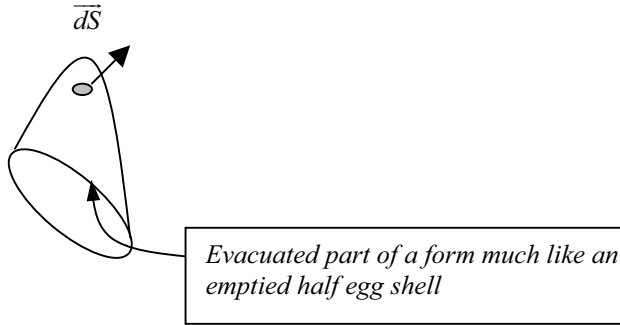 dS
Evacuated part of a form much like an
emptied half egg shell